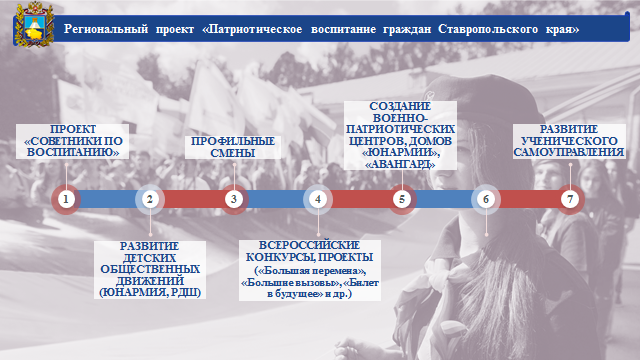 Региональный проект «Патриотическое воспитание граждан Ставропольского края»
ПРОЕКТ
«СОВЕТНИКИ ПО
ВОСПИТАНИЮ»
ПРОФИЛЬНЫЕ
СМЕНЫ
СОЗДАНИЕ
ВОЕННО-
ПАТРИОТИЧЕСКИХ
ЦЕНТРОВ, ДОМОВ
«ЮНАРМИИ»,
«АВАНГАРД»
РАЗВИТИЕ
УЧЕНИЧЕСКОГО
САМОУПРАВЛЕНИЯ
1 2 3 4 5 6 7
РАЗВИТИЕ
ДЕТСКИХ
ОБЩЕСТВЕННЫХ
ДВИЖЕНИЙ
(ЮНАРМИЯ, РДШ)
ВСЕРОССИЙСКИЕ
КОНКУРСЫ, ПРОЕКТЫ
(«Большая перемена»,
«Большие вызовы», «Билет
в будущее» и др.)